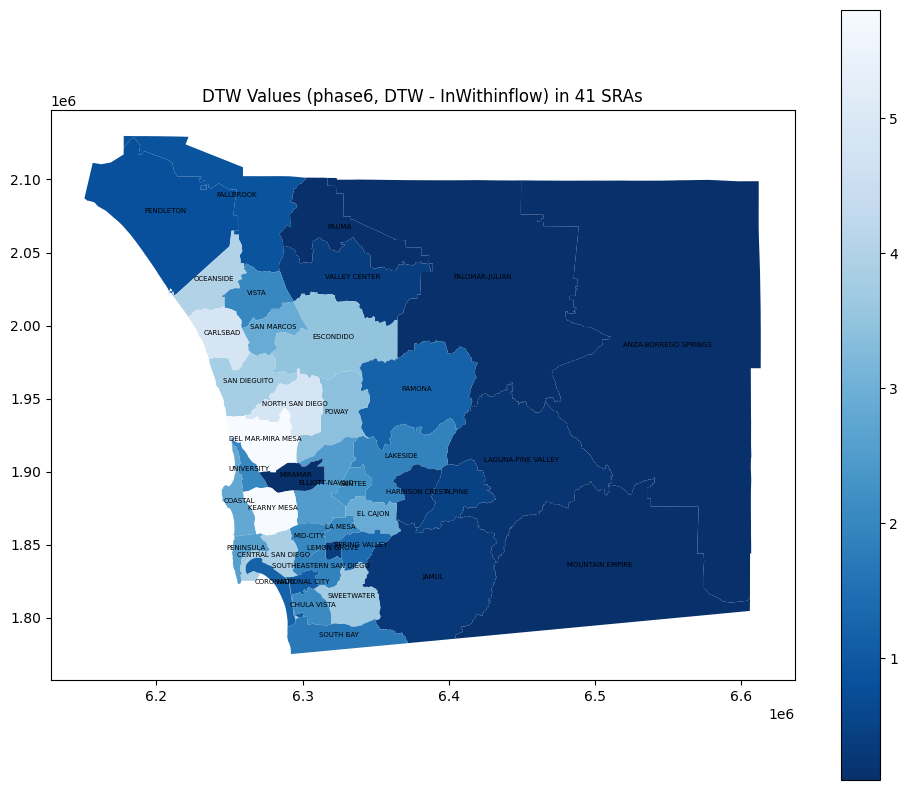 DTW Values (phase6, DTW - InWithinflow) in 41 SRAs
1e6
2.10
2.05
2.00
1.95
1.90
1.85
1.80
6.2
6.3
6.4
6.5
6.6
1e6
5
4
3
2
1
FALLBROOK
PENDLETON
PAUMA
OCEANSIDE
VALLEY CENTER
PALOMAR-JULIAN
VISTA
SAN MARCOS
CARLSBAD
ESCONDIDO
ANZA-BORREGO SPRINGS
SAN DIEGUITO
RAMONA
NORTH SAN DIEGO
POWAY
DEL MAR-MIRA MESA
LAKESIDE
LAGUNA-PINE VALLEY
UNIVERSITY
MIRAMAR
ELLIOTT-NAVAJO
SANTEE
HARBISON CREST
ALPINE
COASTAL
KEARNY MESA
EL CAJON
LA MESA
MID-CITY
SPRING VALLEY
LEMON GROVE
PENINSULA
CENTRAL SAN DIEGO
SOUTHEASTERN SAN DIEGO
MOUNTAIN EMPIRE
JAMUL
CORONADO
NATIONAL CITY
SWEETWATER
CHULA VISTA
SOUTH BAY